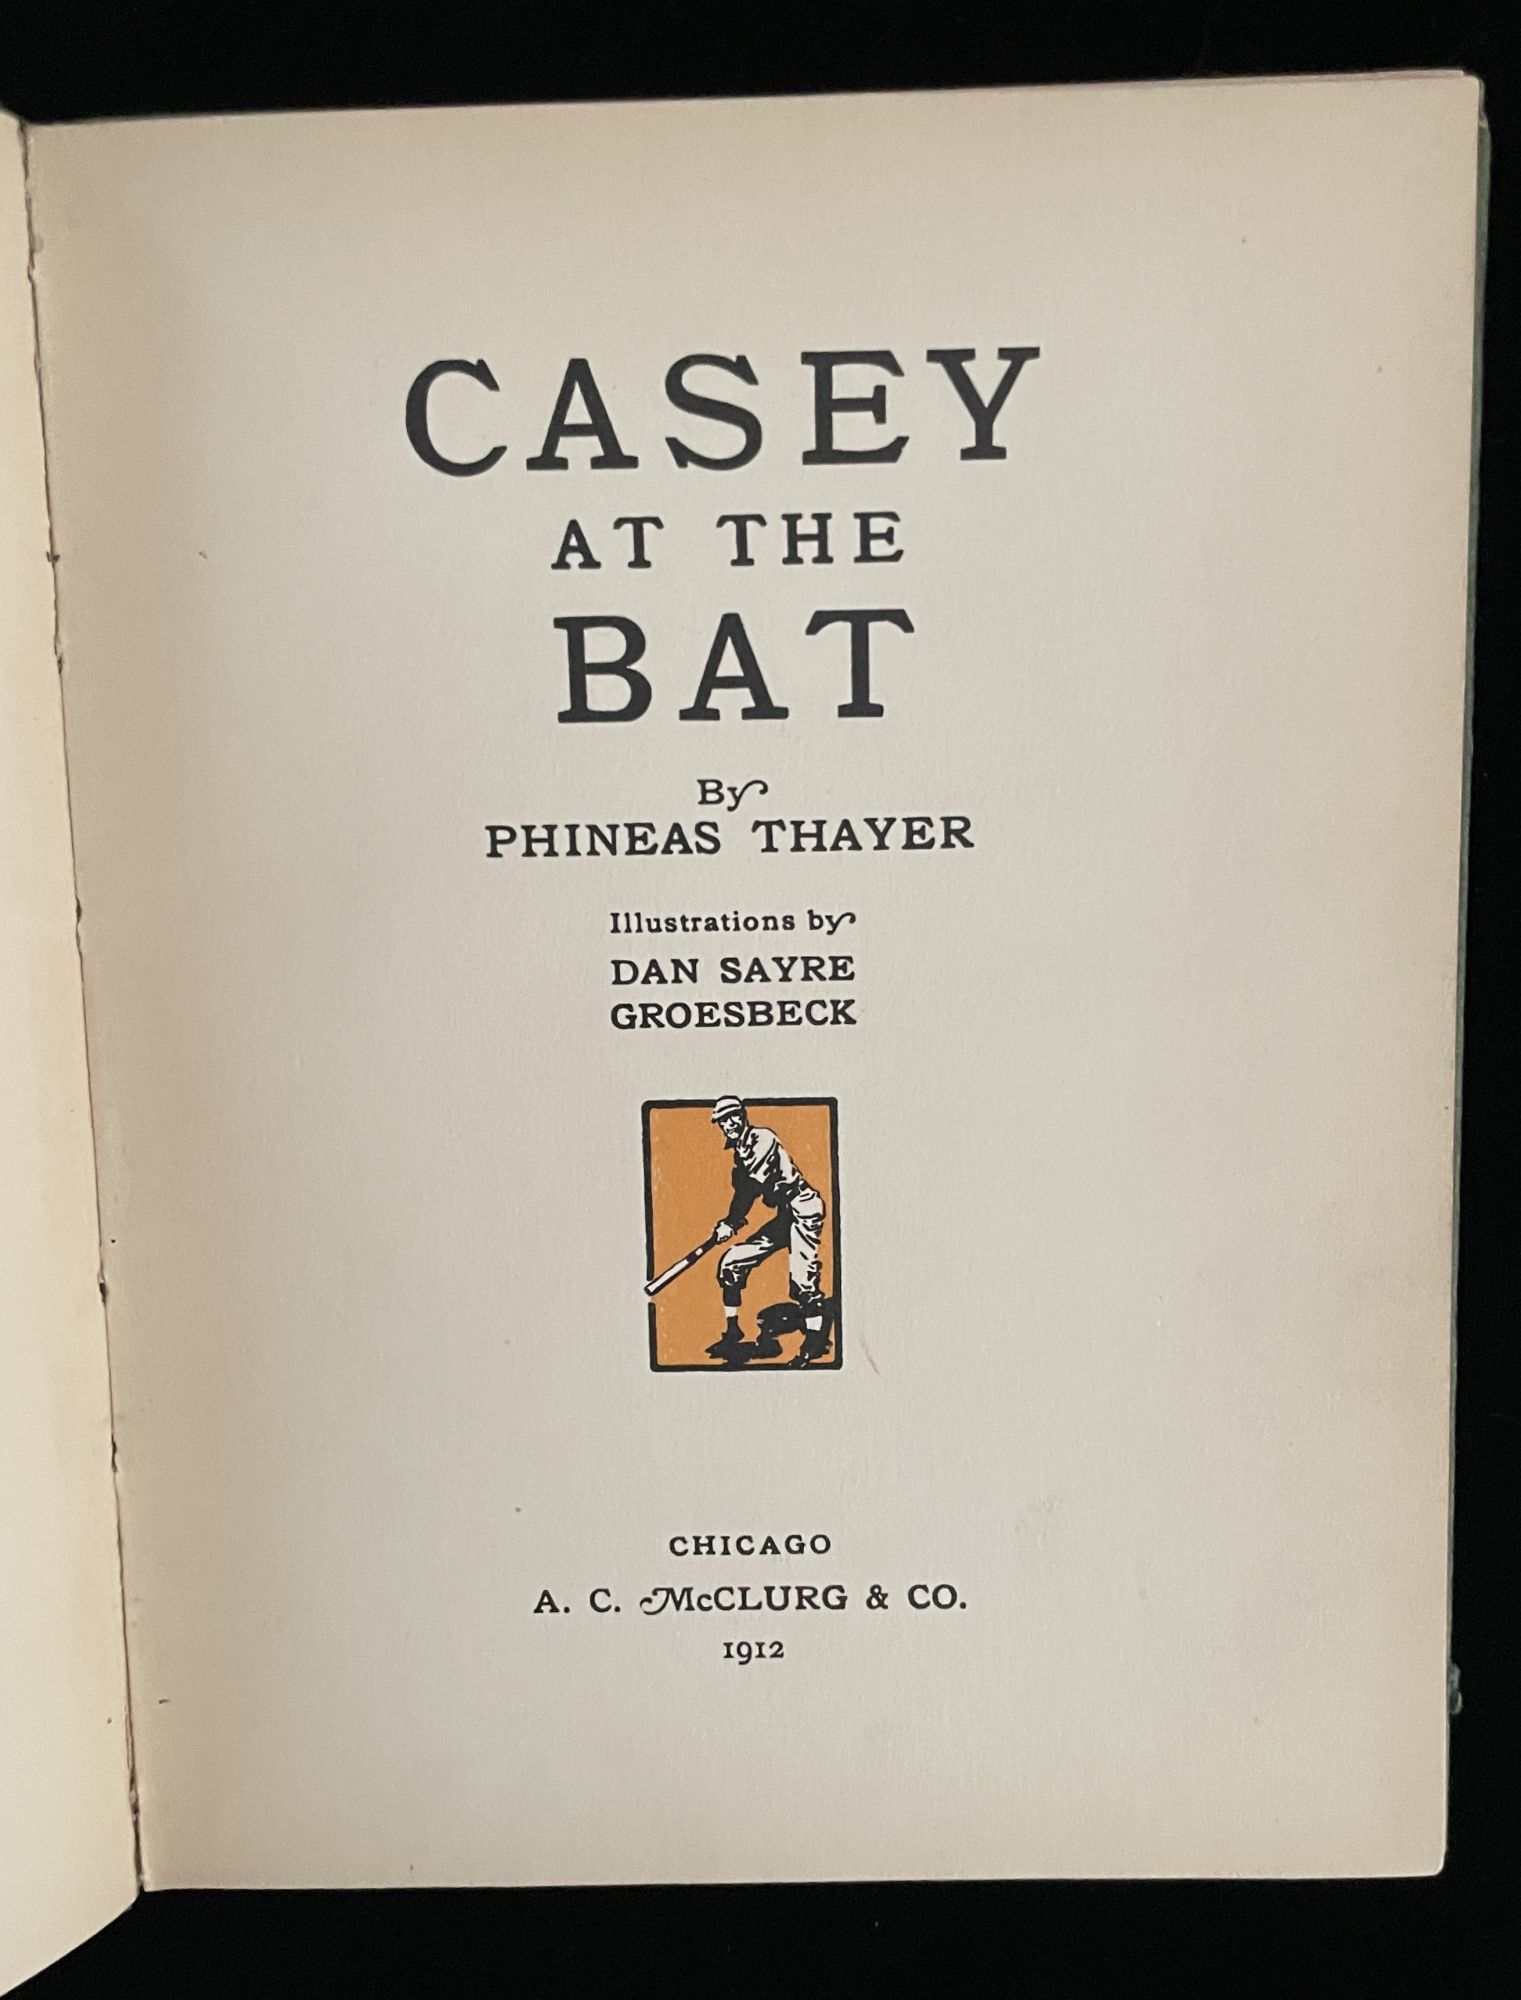 CASEY
AT THE
BAT
By
PHINEAS THAYER
Illustrations by
DAN SAYRE
GROESBECK
CHICAGO
A. C. McCLURG & CO.
1912